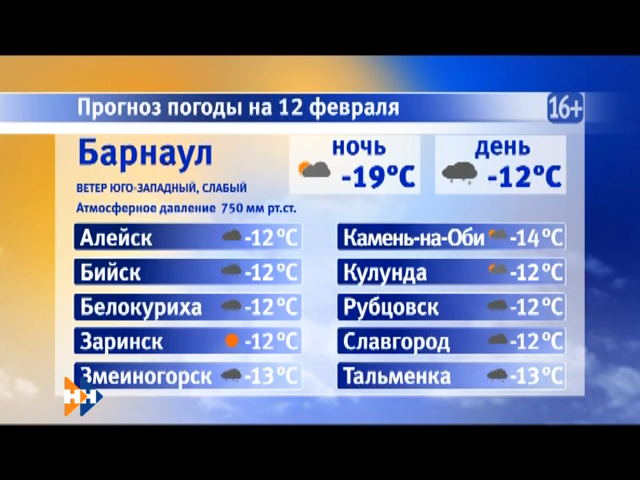 Прогноз погоды на 12 февраля
16+
Барнаул
ВЕТЕР ЮГО-ЗАПАДНЫЙ, СЛАБЫЙ
Атмосферное давление 750 мм рт.ст.
ночь
-19°C
день
-12°C
Алейск -12°C
Бийск -12°C
Белокуриха -12°C
Заринск -12°C
Змеиногорск -13°C
Камень-на-Оби -14°C
Кулунда -12°C
Рубцовск -12°C
Славгород -12°C
Тальменка -13°C
НН